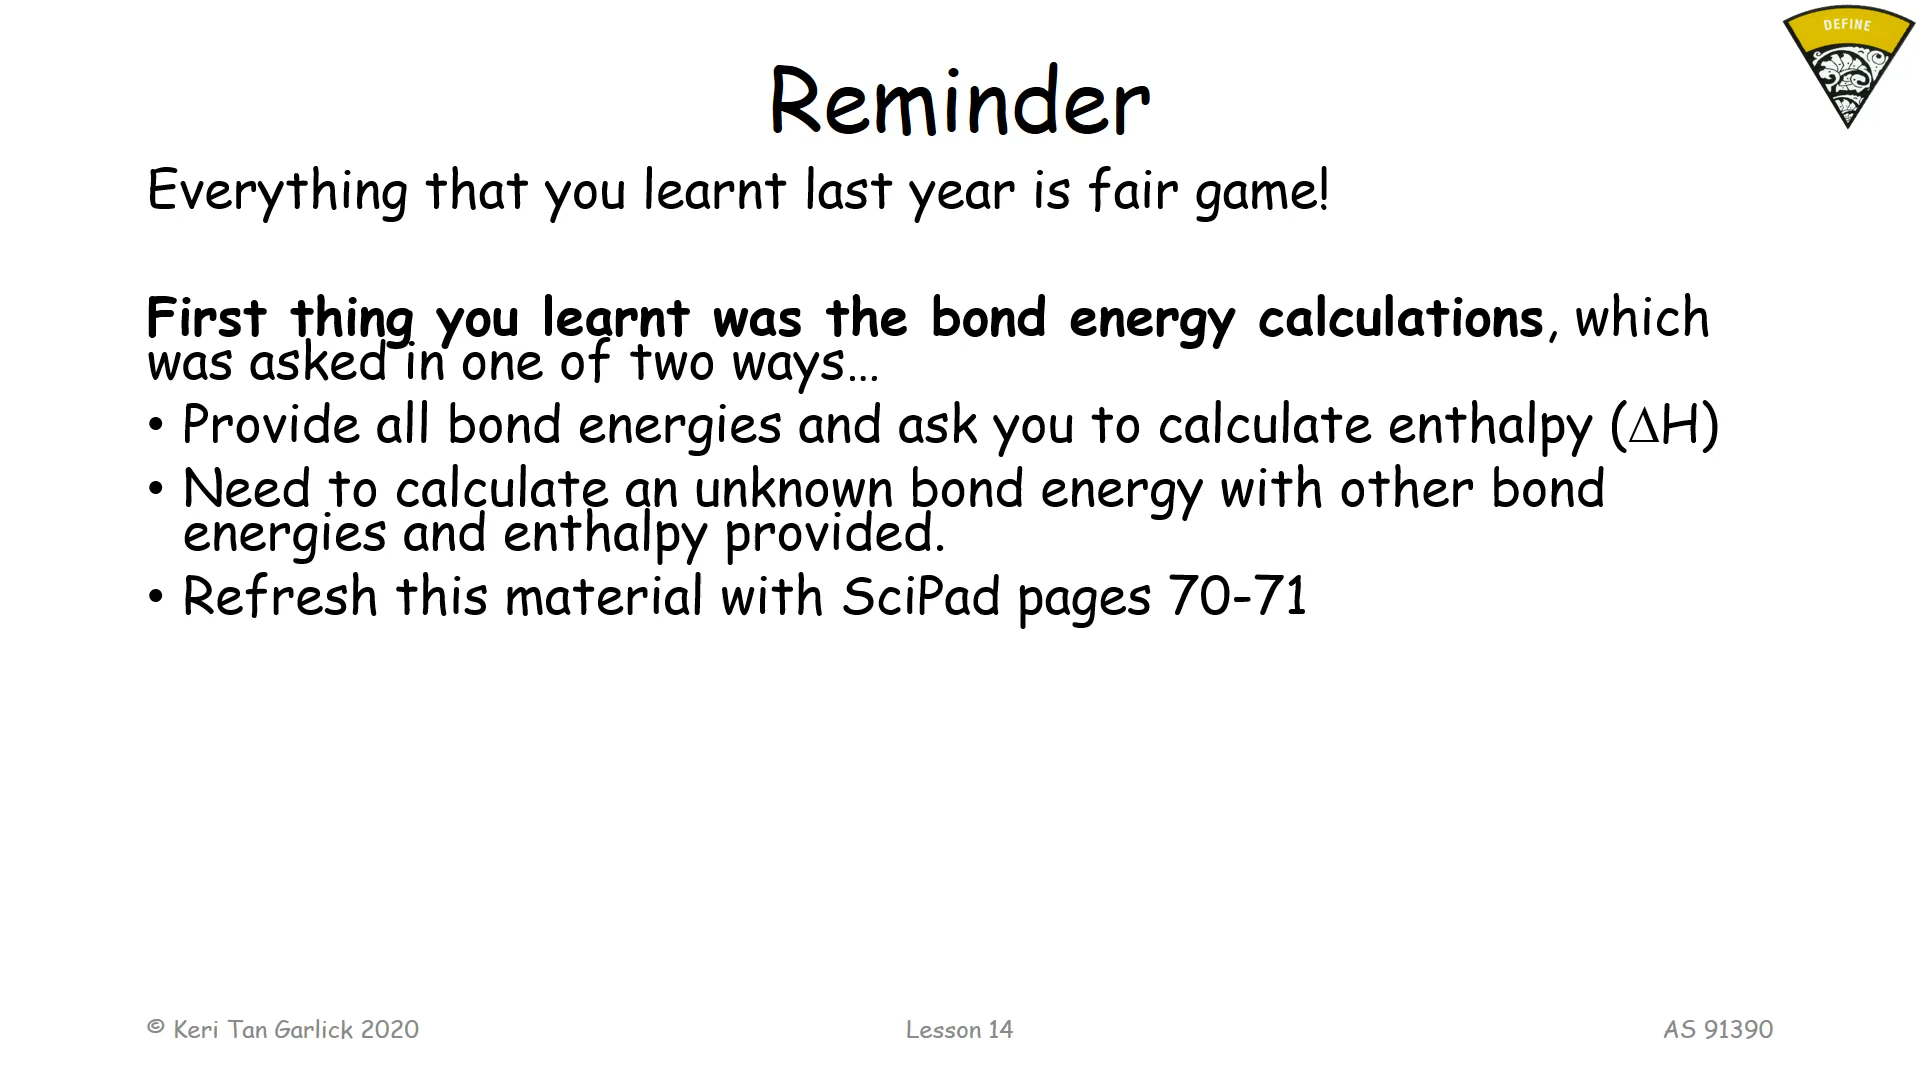 DEFINE
Reminder
Everything that you learnt last year is fair game!
First thing you learnt was the bond energy calculations, which
was asked in one of two ways…
• Provide all bond energies and ask you to calculate enthalpy (∆H)
• Need to calculate an unknown bond energy with other bond
energies and enthalpy provided.
• Refresh this material with SciPad pages 70-71
© Keri Tan Garlick 2020
Lesson 14
AS 91390